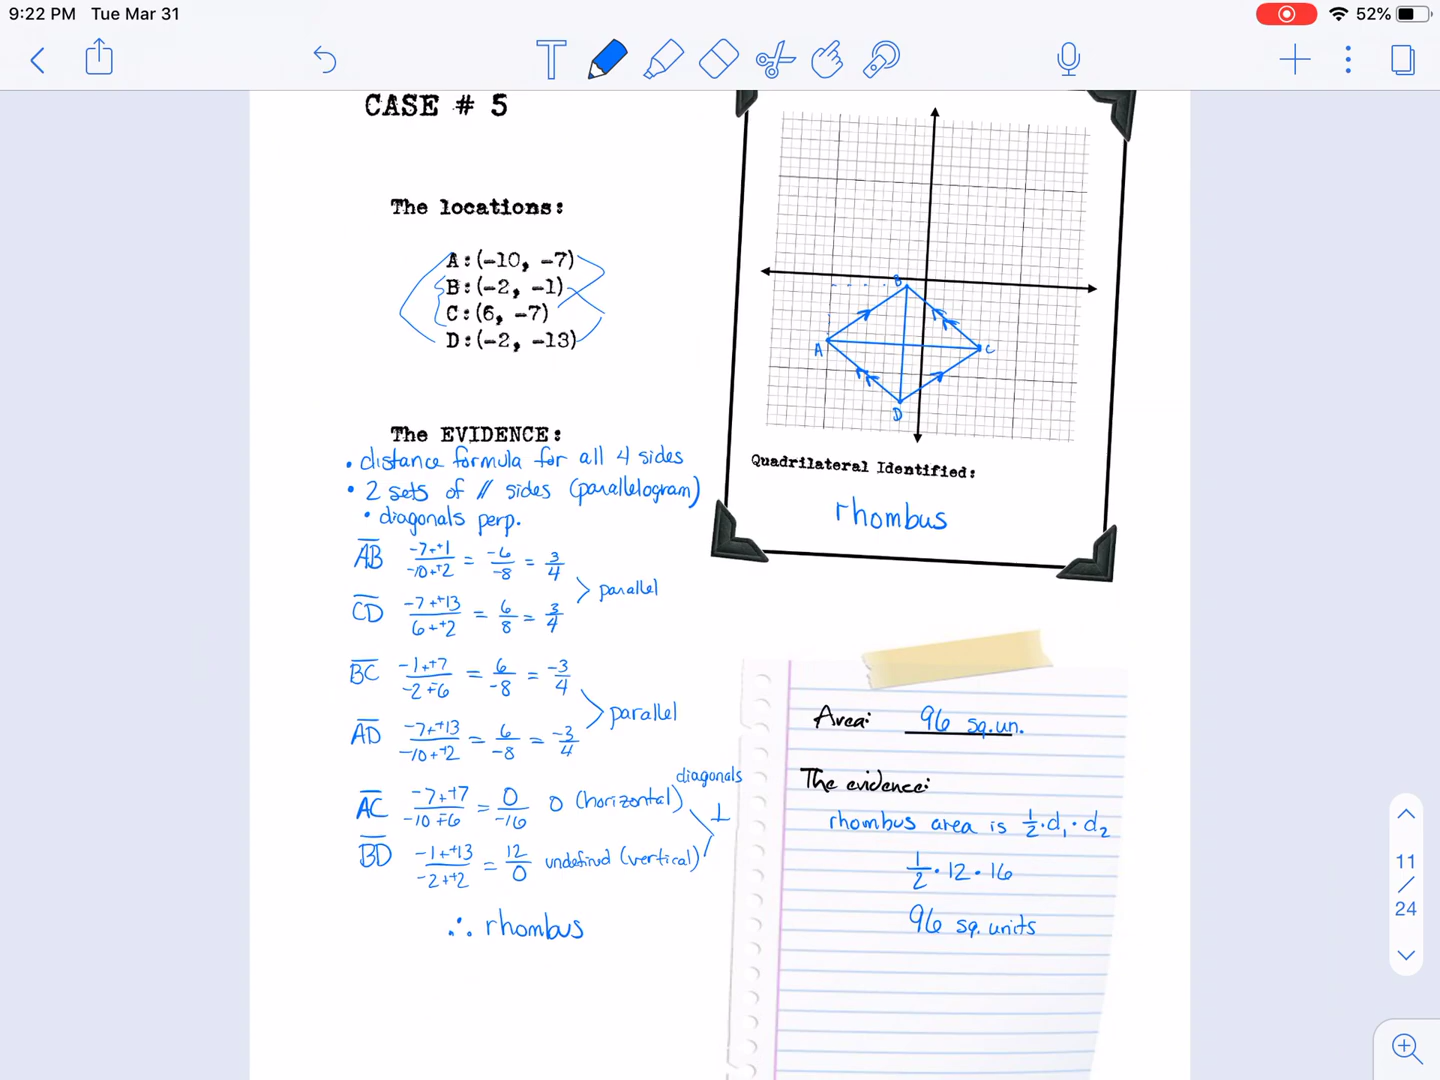 9:22 PM Tue Mar 31
52%
CASE # 5
The locations:
A:(-10, -7)
B:(-2, -1)
C:(6, -7)
D:(-2, -13)
The EVIDENCE:
• distance formula for all 4 sides
• 2 sets of // sides (parallelogram)
• diagonals perp.
AB -7++1/-10++2 = -6/-8 = 3/4
> parallel
CD -7++13/6++2 = 6/8 = 3/4
BC -1++7/-2+-6 = 6/-8 = -3/4
> parallel
AD -7++13/-10++2 = 6/-8 = -3/4
diagonals
AC -7++7/-10+-6 = 0/-16 0 (horizontal)
⊥
BD -1++13/-2++2 = 12/0 undefined (vertical)
∴ rhombus
B
A
C
D
Quadrilateral Identified:
rhombus
Area: 96 sq.un.
The evidence:
rhombus area is 1/2·d1·d2
1/2·12·16
96 sq. units
11
/
24